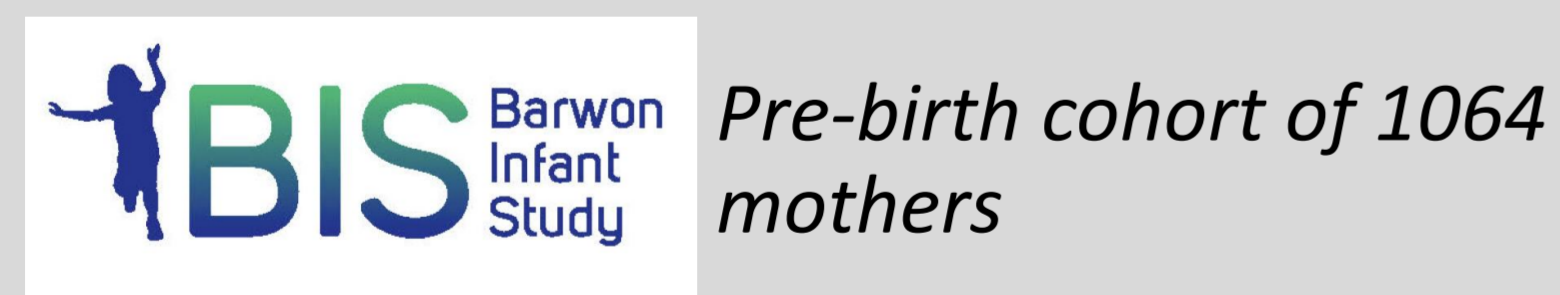 BIS
Barwon
Infant
Study
Pre-birth cohort of 1064
mothers